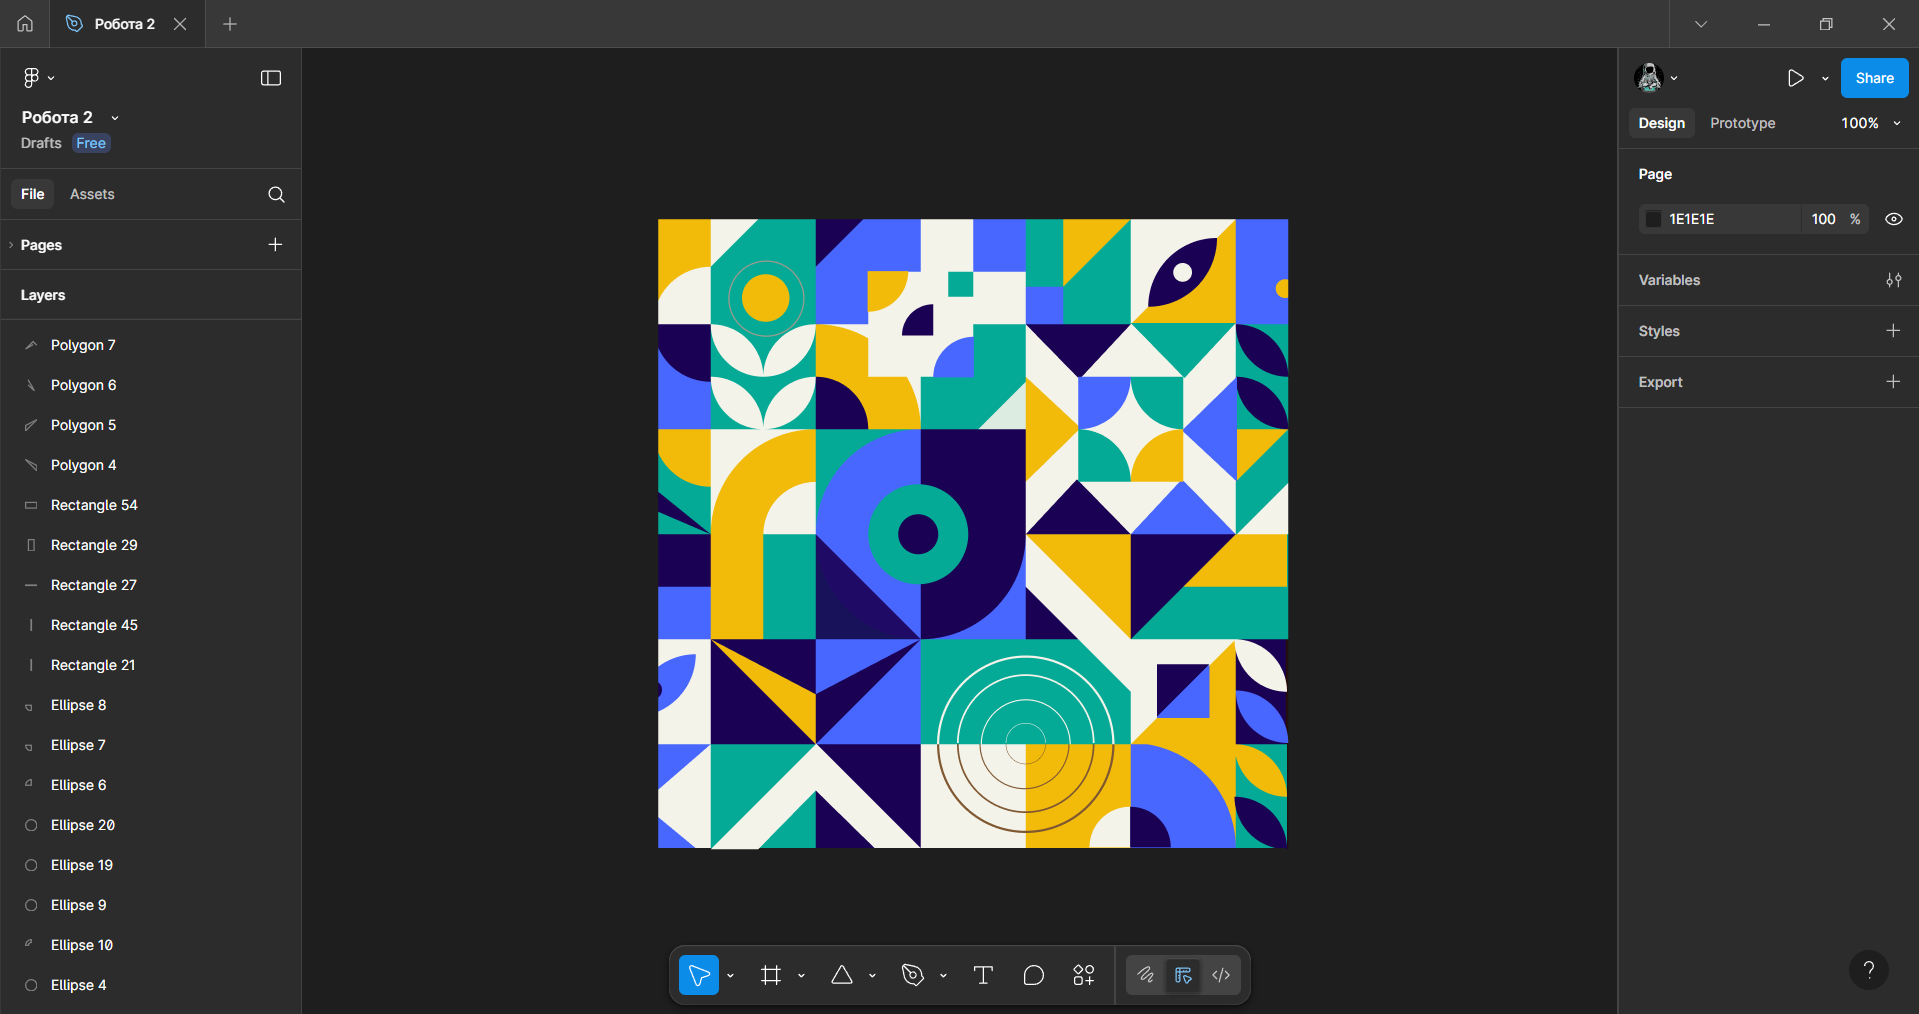 Робота 2
Робота 2
Drafts Free
File Assets
Pages
Layers
Polygon 7
Polygon 6
Polygon 5
Polygon 4
Rectangle 54
Rectangle 29
Rectangle 27
Rectangle 45
Rectangle 21
Ellipse 8
Ellipse 7
Ellipse 6
Ellipse 20
Ellipse 19
Ellipse 9
Ellipse 10
Ellipse 4
Share
Design Prototype 100%
Page
1E1E1E 100 %
Variables
Styles
Export
?